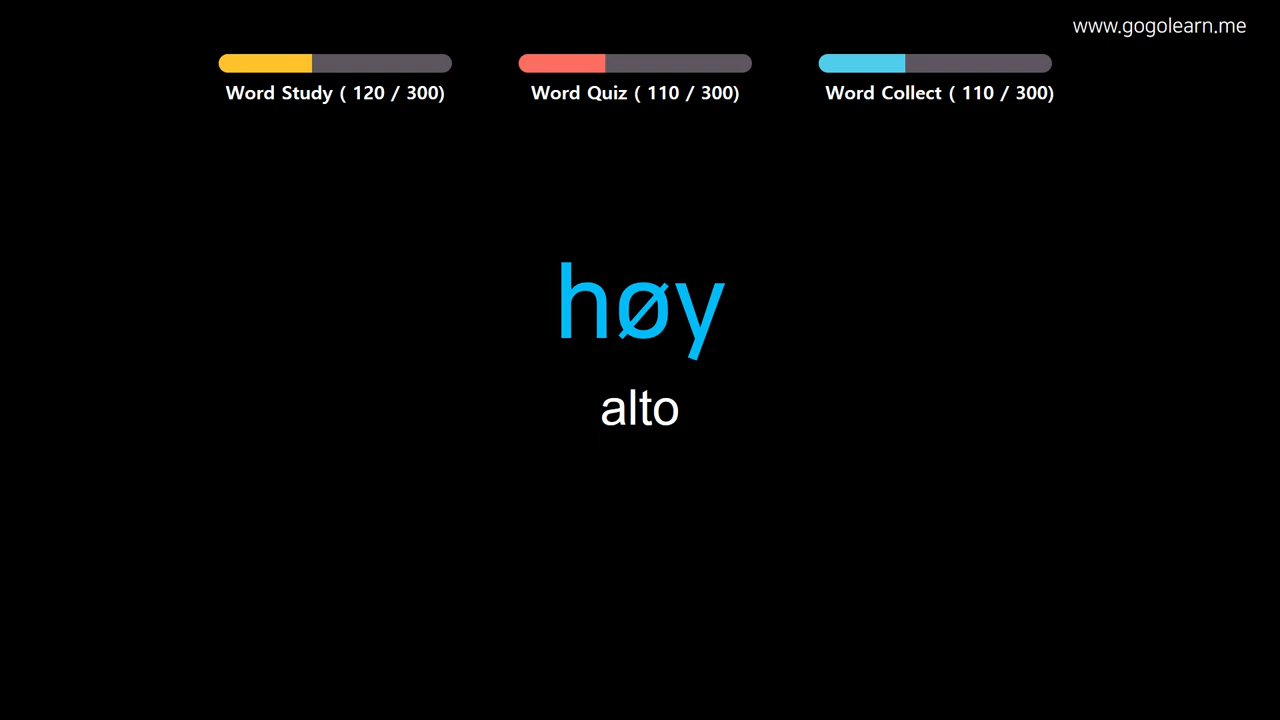 www.gogolearn.me
Word Study ( 120 / 300)
Word Quiz ( 110 / 300)
Word Collect ( 110 / 300)
høy
alto